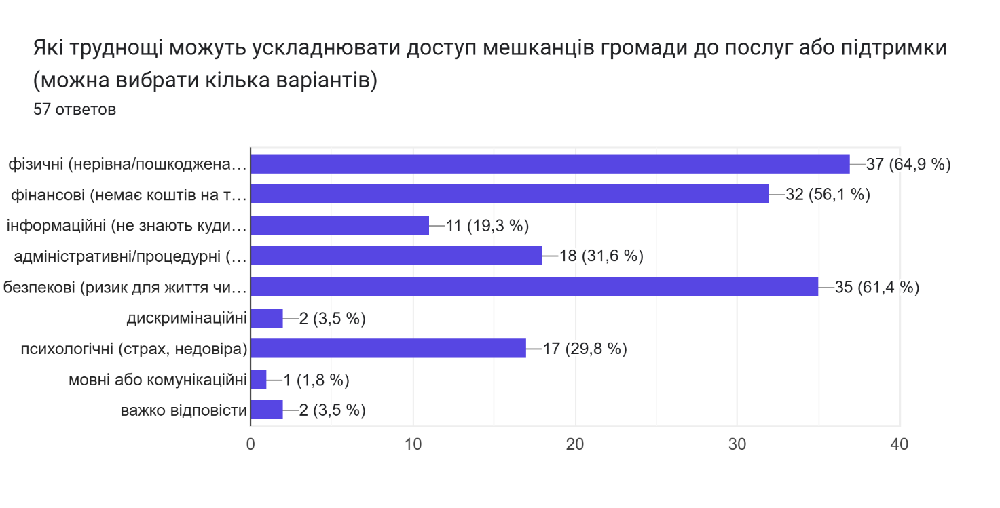 Які труднощі можуть ускладнювати доступ мешканців громади до послуг або підтримки
(можна вибрати кілька варіантів)
57 ответов
фізичні (нерівна/пошкоджена… 37 (64,9 %)
фінансові (немає коштів на т… 32 (56,1 %)
інформаційні (не знають куди… 11 (19,3 %)
адміністративні/процедурні (… 18 (31,6 %)
безпекові (ризик для життя чи… 35 (61,4 %)
дискримінаційні 2 (3,5 %)
психологічні (страх, недовіра) 17 (29,8 %)
мовні або комунікаційні 1 (1,8 %)
важко відповісти 2 (3,5 %)
0 10 20 30 40